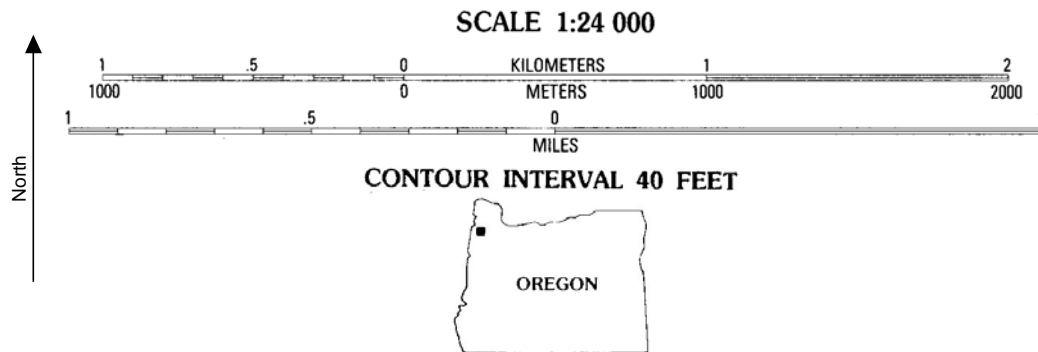 SCALE 1:24 000
1 .5 0 KILOMETERS 1 2
1000 0 METERS 1000 2000
1 .5 0
MILES
CONTOUR INTERVAL 40 FEET
North
OREGON